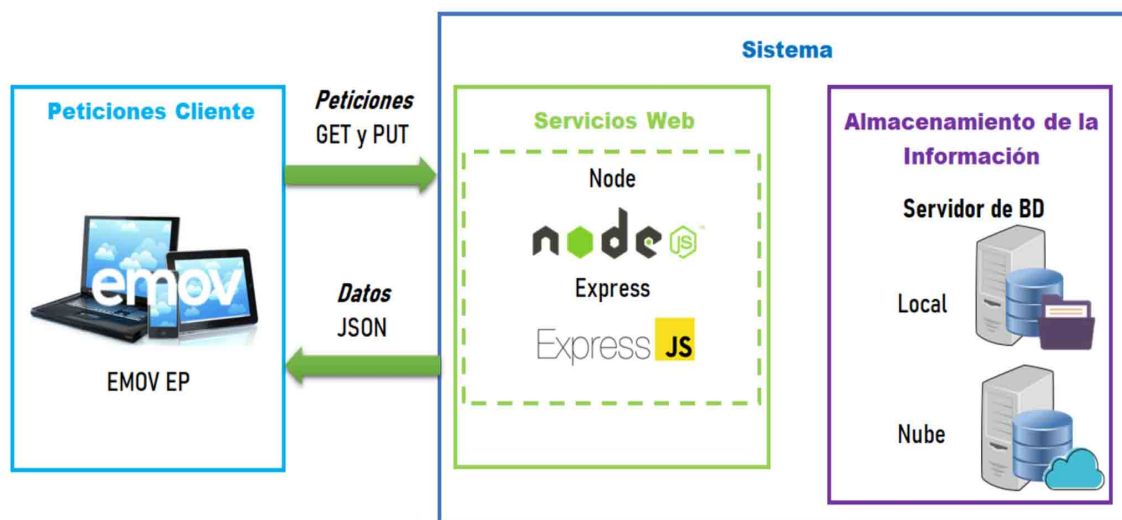 Sistema
Peticiones Cliente
emov
EMOV EP
Peticiones
GET y PUT
Datos
JSON
Servicios Web
Node
node JS
Express
Express JS
Almacenamiento de la
Información
Servidor de BD
Local
Nube